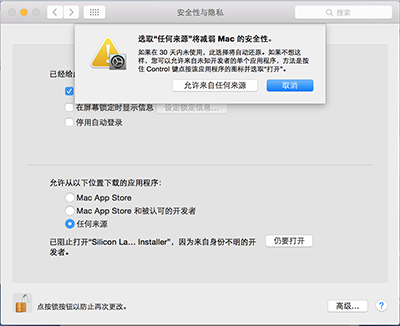 安全性与隐私
搜索
选取“任何来源”将减弱 Mac 的安全性。
如果在 30 天内未使用，此选择将自动还原。如果不想这
样，您可以允许来自未知开发者的单个应用程序，方法是按
住 Control 键点按该应用程序的图标并选取“打开”。
允许来自任何来源
取消
已经给
在屏幕锁定时显示信息
设定锁定信息…
停用自动登录
允许从以下位置下载的应用程序：
Mac App Store
Mac App Store 和被认可的开发者
任何来源
已阻止打开“Silicon La... Installer”，因为来自身份不明的开
发者。
仍要打开
点按锁按钮以防止再次更改。
高级...
?